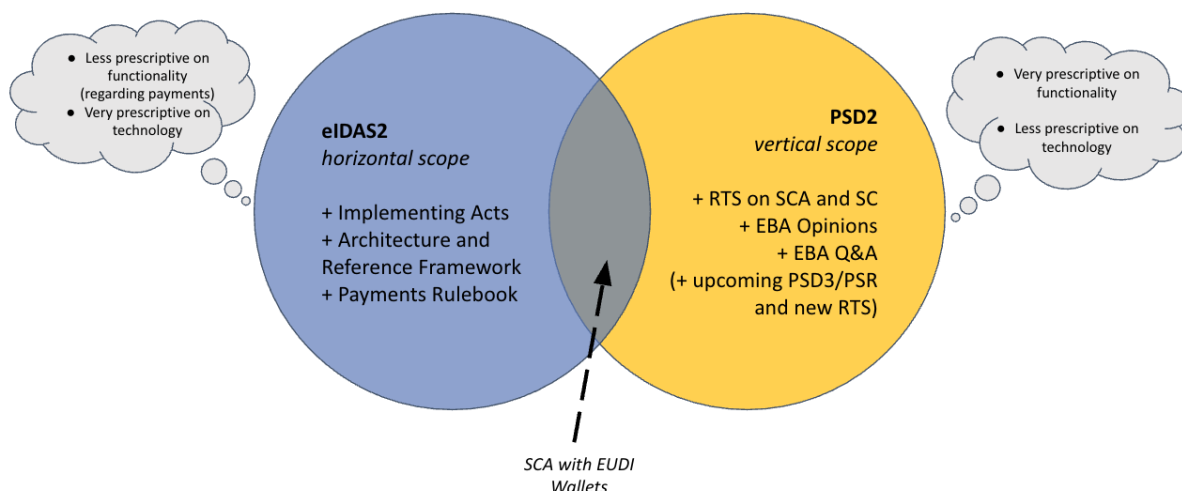 ● Less prescriptive on
functionality
(regarding payments)
● Very prescriptive on
technology
eIDAS2
horizontal scope
+ Implementing Acts
+ Architecture and
Reference Framework
+ Payments Rulebook
PSD2
vertical scope
+ RTS on SCA and SC
+ EBA Opinions
+ EBA Q&A
(+ upcoming PSD3/PSR
and new RTS)
● Very prescriptive on
functionality
● Less prescriptive on
technology
SCA with EUDI
Wallets